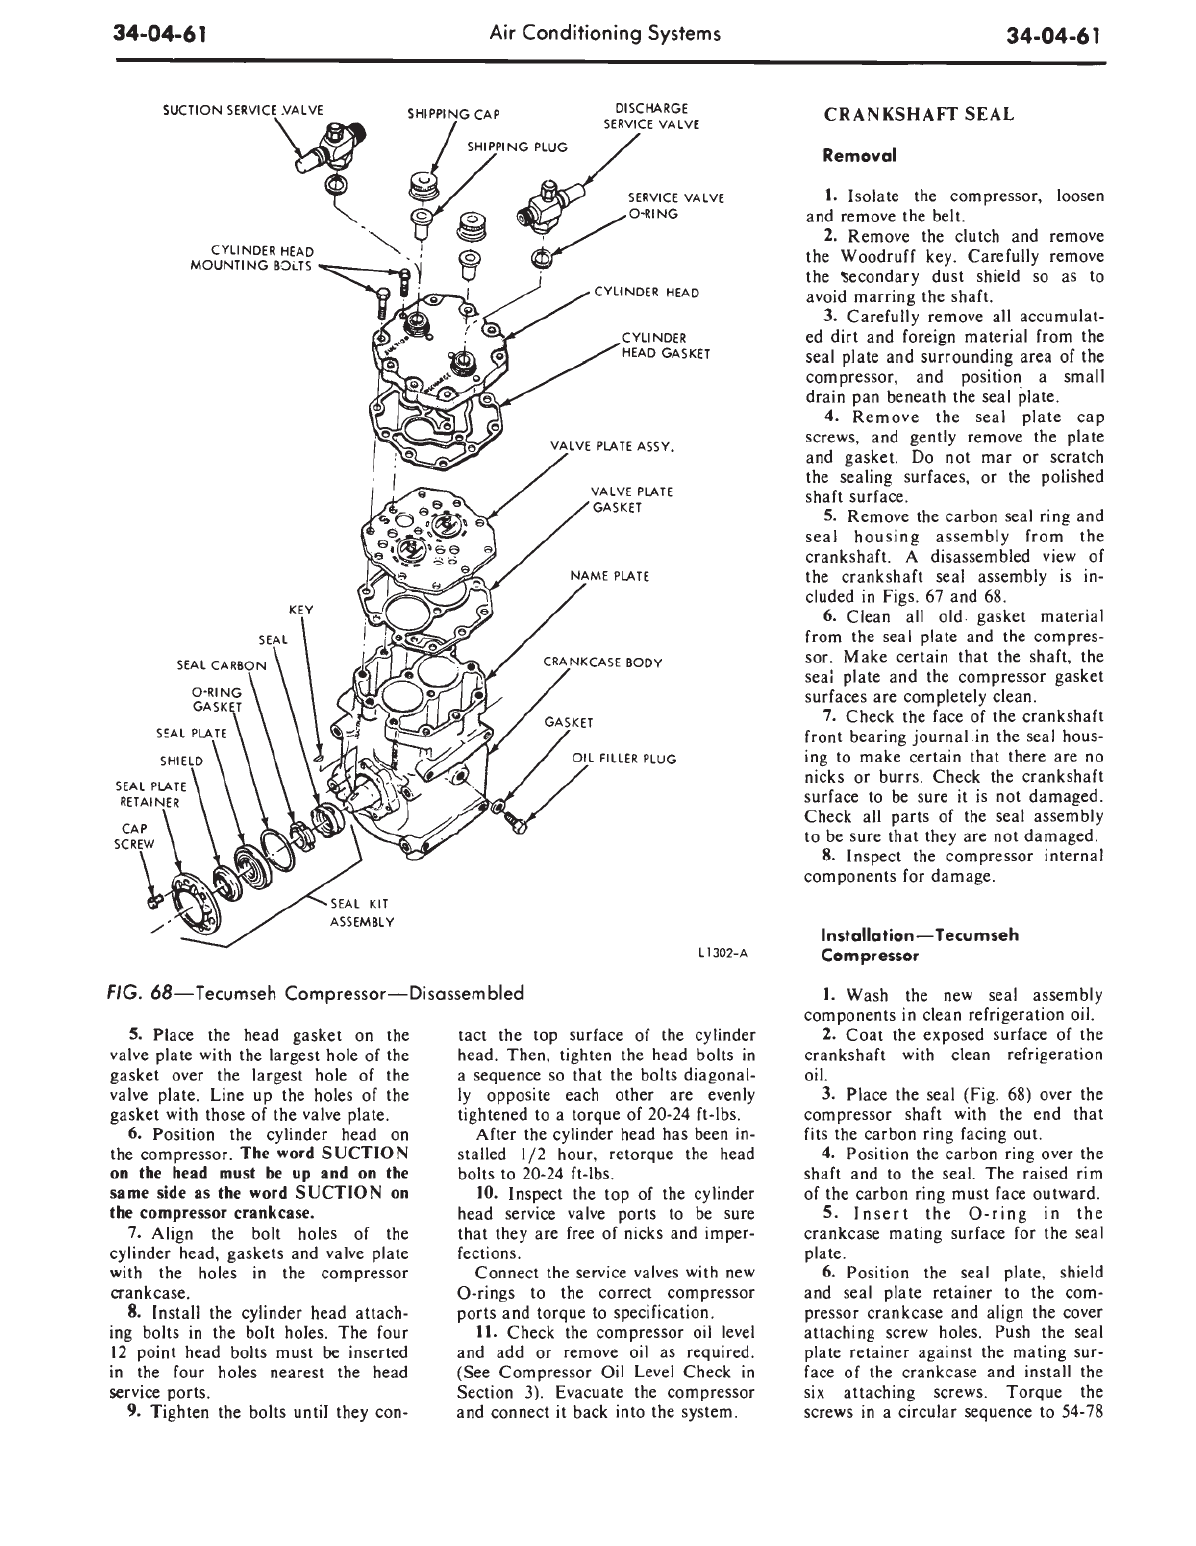 34-04-61
Air Conditioning Systems
34-04-61
SUCTION SERVICE VALVE
SHIPPING CAP
DISCHARGE
SERVICE VALVE
SHIPPING PLUG
SERVICE VALVE
O-RING
CYLINDER HEAD
MOUNTING BOLTS
CYLINDER HEAD
SUCTION
DISCHARGE
CYLINDER
HEAD GASKET
VALVE PLATE ASSY.
S
VALVE PLATE
GASKET
NAME PLATE
KEY
SEAL
SEAL CARBON
CRANKCASE BODY
O-RING
GASKET
GASKET
SEAL PLATE
OIL FILLER PLUG
SHIELD
SEAL PLATE
RETAINER
CAP
SCREW
SEAL KIT
ASSEMBLY
L1302-A
FIG. 68—Tecumseh Compressor—Disassembled
5. Place the head gasket on the
valve plate with the largest hole of the
gasket over the largest hole of the
valve plate. Line up the holes of the
gasket with those of the valve plate.
6. Position the cylinder head on
the compressor. The word SUCTION
on the head must be up and on the
same side as the word SUCTION on
the compressor crankcase.
7. Align the bolt holes of the
cylinder head, gaskets and valve plate
with the holes in the compressor
crankcase.
8. Install the cylinder head attach-
ing bolts in the bolt holes. The four
12 point head bolts must be inserted
in the four holes nearest the head
service ports.
9. Tighten the bolts until they con-
tact the top surface of the cylinder
head. Then, tighten the head bolts in
a sequence so that the bolts diagonal-
ly opposite each other are evenly
tightened to a torque of 20-24 ft-lbs.
After the cylinder head has been in-
stalled 1/2 hour, retorque the head
bolts to 20-24 ft-lbs.
10. Inspect the top of the cylinder
head service valve ports to be sure
that they are free of nicks and imper-
fections.
Connect the service valves with new
O-rings to the correct compressor
ports and torque to specification.
11. Check the compressor oil level
and add or remove oil as required.
(See Compressor Oil Level Check in
Section 3). Evacuate the compressor
and connect it back into the system.
CRANKSHAFT SEAL
Removal
1. Isolate the compressor, loosen
and remove the belt.
2. Remove the clutch and remove
the Woodruff key. Carefully remove
the secondary dust shield so as to
avoid marring the shaft.
3. Carefully remove all accumulat-
ed dirt and foreign material from the
seal plate and surrounding area of the
compressor, and position a small
drain pan beneath the seal plate.
4. Remove the seal plate cap
screws, and gently remove the plate
and gasket. Do not mar or scratch
the sealing surfaces, or the polished
shaft surface.
5. Remove the carbon seal ring and
seal housing assembly from the
crankshaft. A disassembled view of
the crankshaft seal assembly is in-
cluded in Figs. 67 and 68.
6. Clean all old gasket material
from the seal plate and the compres-
sor. Make certain that the shaft, the
seal plate and the compressor gasket
surfaces are completely clean.
7. Check the face of the crankshaft
front bearing journal in the seal hous-
ing to make certain that there are no
nicks or burrs. Check the crankshaft
surface to be sure it is not damaged.
Check all parts of the seal assembly
to be sure that they are not damaged.
8. Inspect the compressor internal
components for damage.
Installation—Tecumseh
Compressor
1. Wash the new seal assembly
components in clean refrigeration oil.
2. Coat the exposed surface of the
crankshaft with clean refrigeration
oil.
3. Place the seal (Fig. 68) over the
compressor shaft with the end that
fits the carbon ring facing out.
4. Position the carbon ring over the
shaft and to the seal. The raised rim
of the carbon ring must face outward.
5. Insert the O-ring in the
crankcase mating surface for the seal
plate.
6. Position the seal plate, shield
and seal plate retainer to the com-
pressor crankcase and align the cover
attaching screw holes. Push the seal
plate retainer against the mating sur-
face of the crankcase and install the
six attaching screws. Torque the
screws in a circular sequence to 54-78